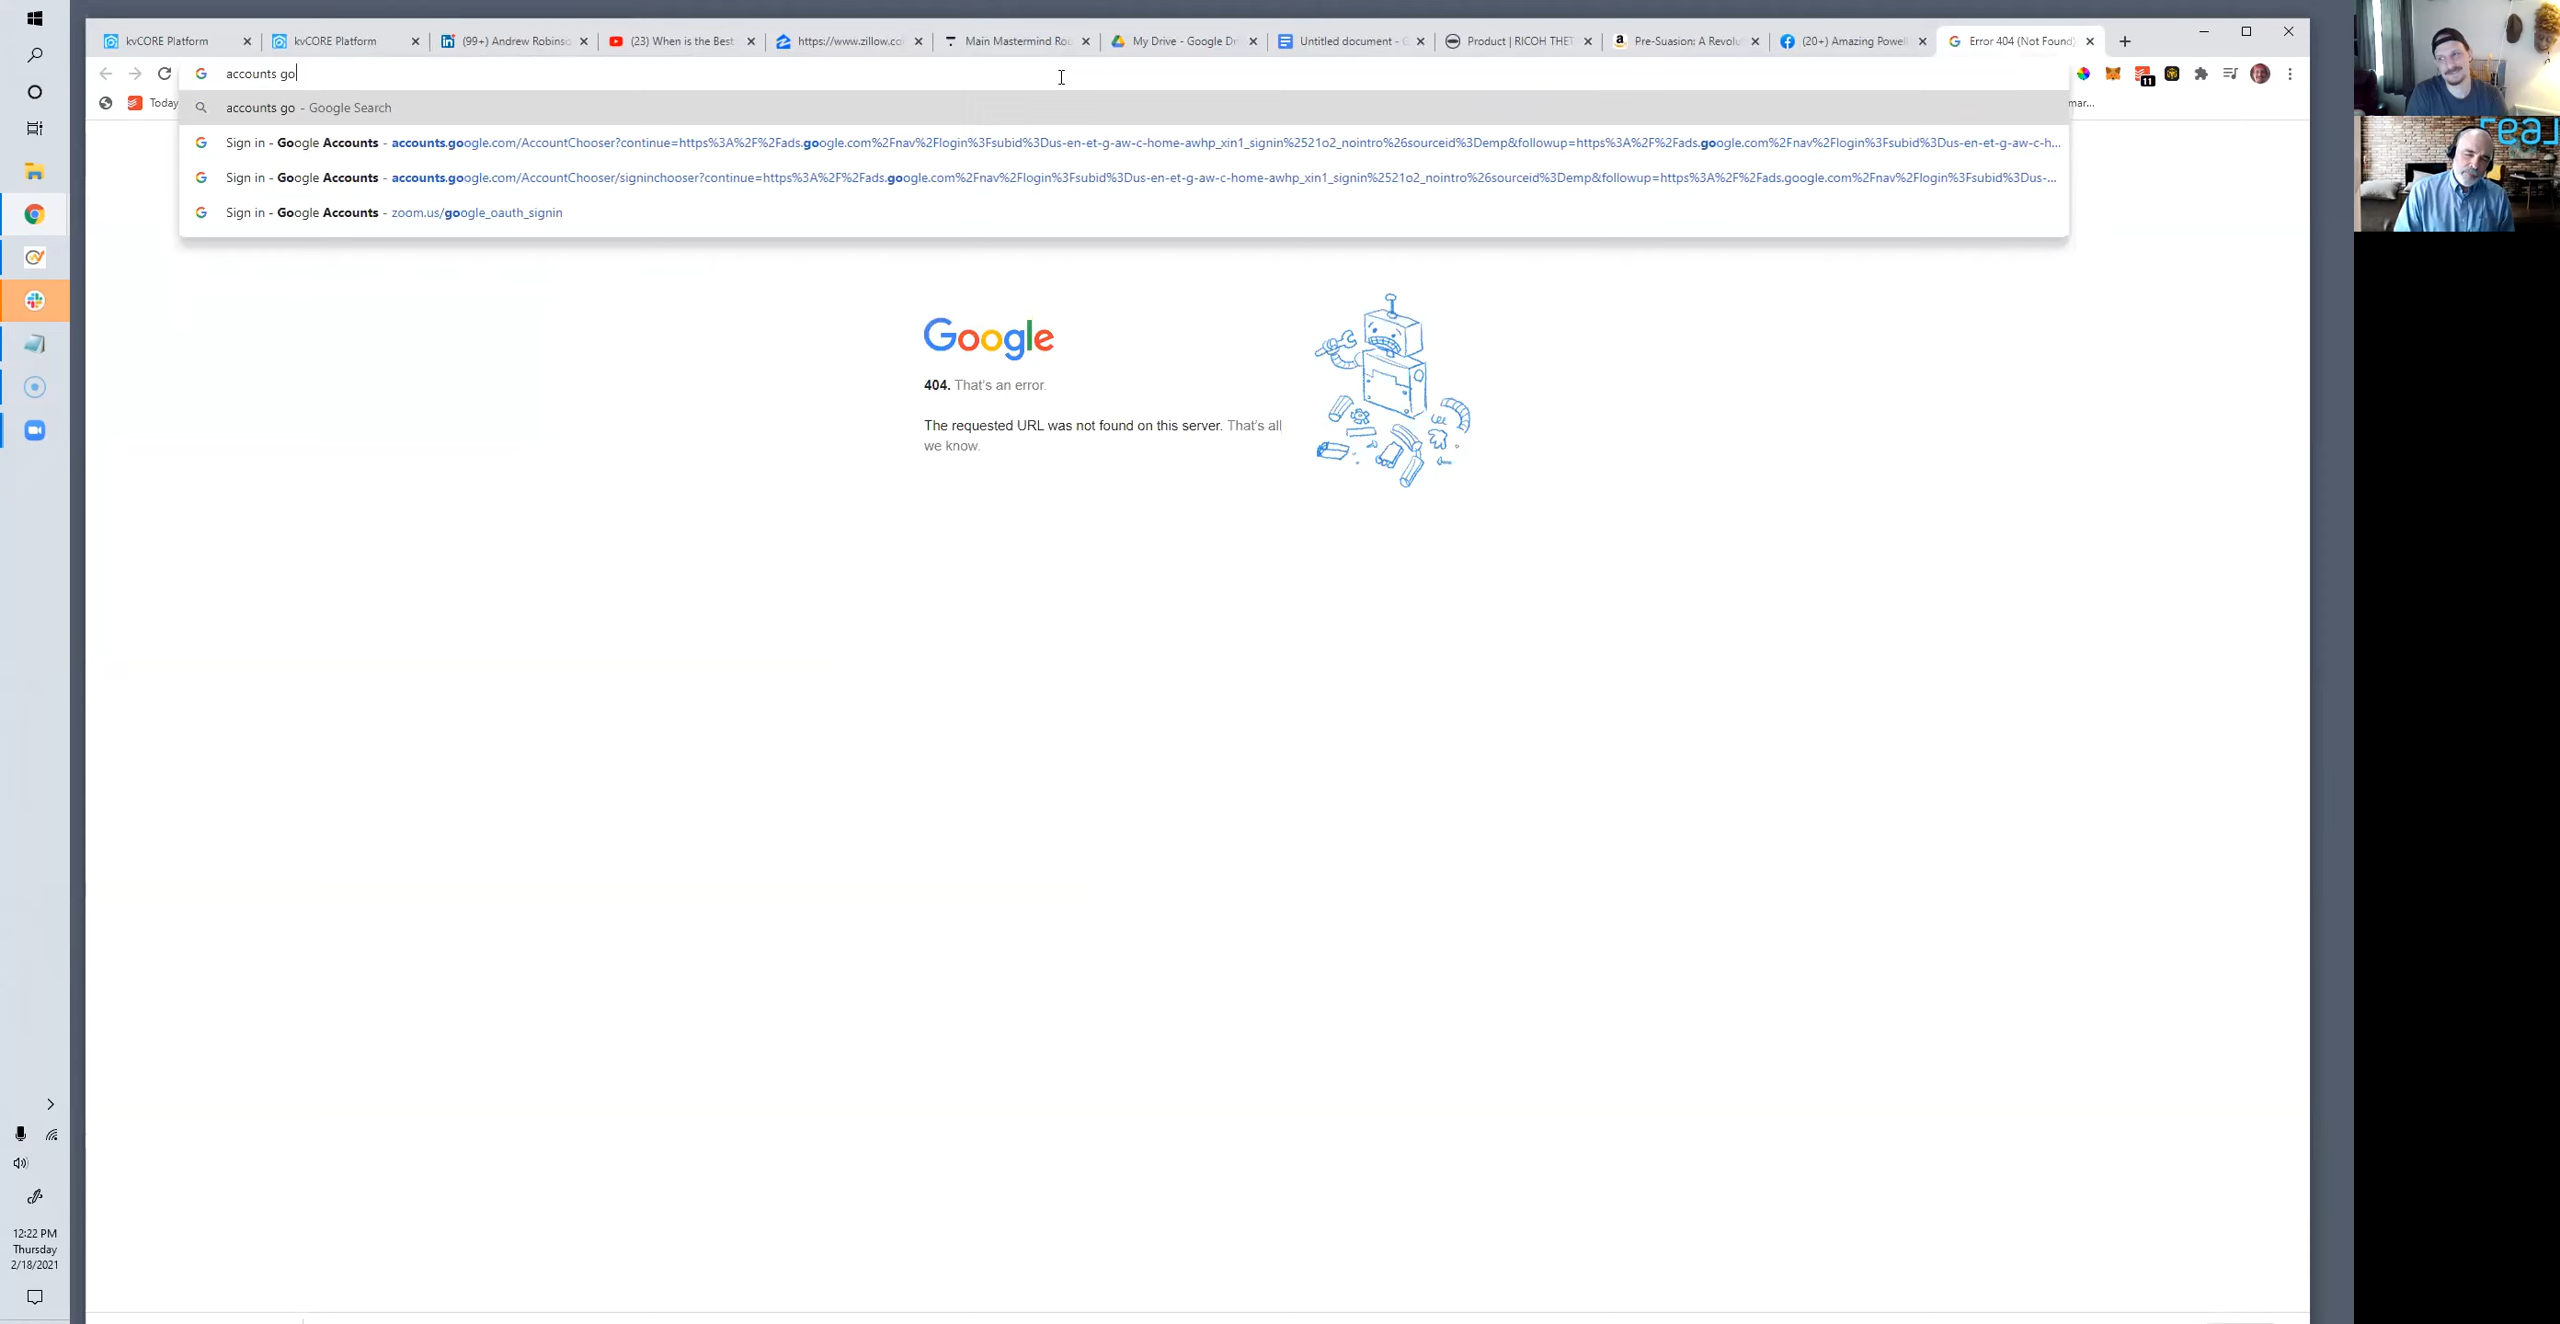 kvCORE Platform
kvCORE Platform
(99+) Andrew Robinso
(23) When is the Best
https://www.zillow.co
Main Mastermind Roo
My Drive - Google Dr
Untitled document - G
Product | RICOH THET
Pre-Suasion: A Revolu
(20+) Amazing Powell
Error 404 (Not Found)
accounts go
11
Today
mar...
accounts go - Google Search
Sign in - Google Accounts - accounts.google.com/AccountChooser?continue=https%3A%2F%2Fads.google.com%2Fnav%2Flogin%3Fsubid%3Dus-en-et-g-aw-c-home-awhp_xin1_signin%2521o2_nointro%26sourceid%3Demp&followup=https%3A%2F%2Fads.google.com%2Fnav%2Flogin%3Fsubid%3Dus-en-et-g-aw-c-h...
Sign in - Google Accounts - accounts.google.com/AccountChooser/signinchooser?continue=https%3A%2F%2Fads.google.com%2Fnav%2Flogin%3Fsubid%3Dus-en-et-g-aw-c-home-awhp_xin1_signin%2521o2_nointro%26sourceid%3Demp&followup=https%3A%2F%2Fads.google.com%2Fnav%2Flogin%3Fsubid%3Dus-...
Sign in - Google Accounts - zoom.us/google_oauth_signin
Google
404. That's an error.
The requested URL was not found on this server. That's all
we know.
real
12:22 PM
Thursday
2/18/2021